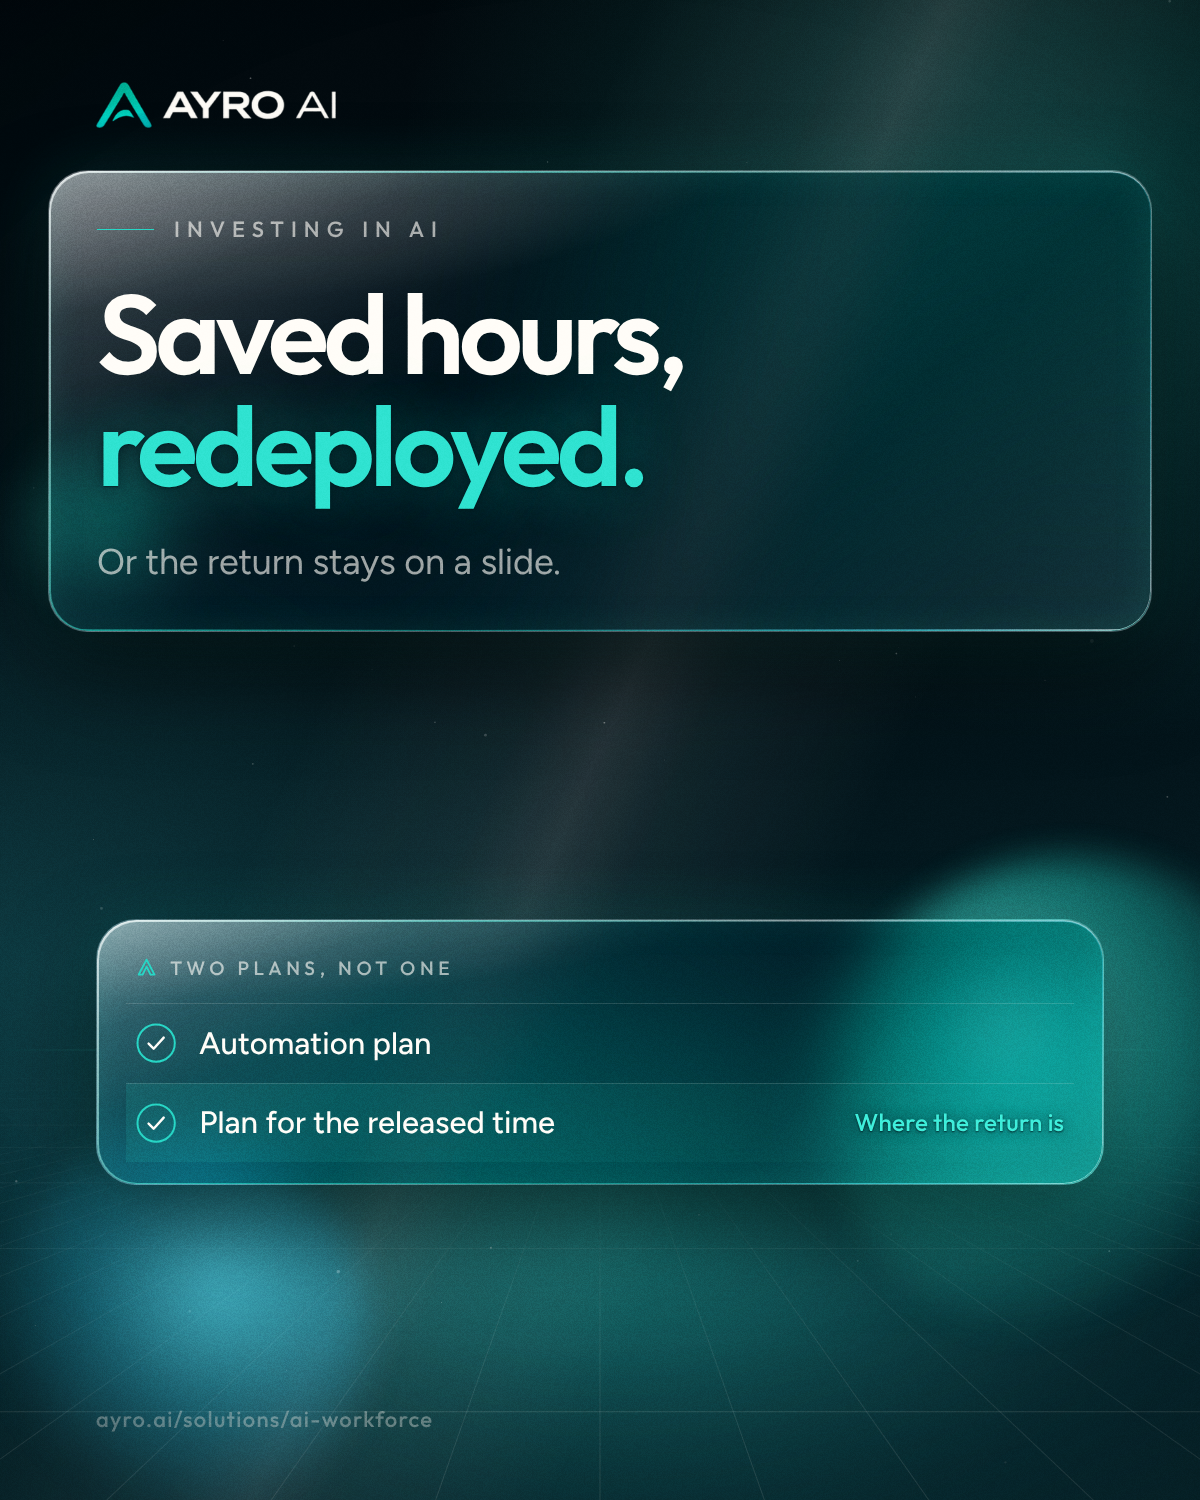 AYRO AI
INVESTING IN AI
Saved hours,
redeployed.
Or the return stays on a slide.
TWO PLANS, NOT ONE
Automation plan
Plan for the released time
Where the return is
ayro.ai/solutions/ai-workforce